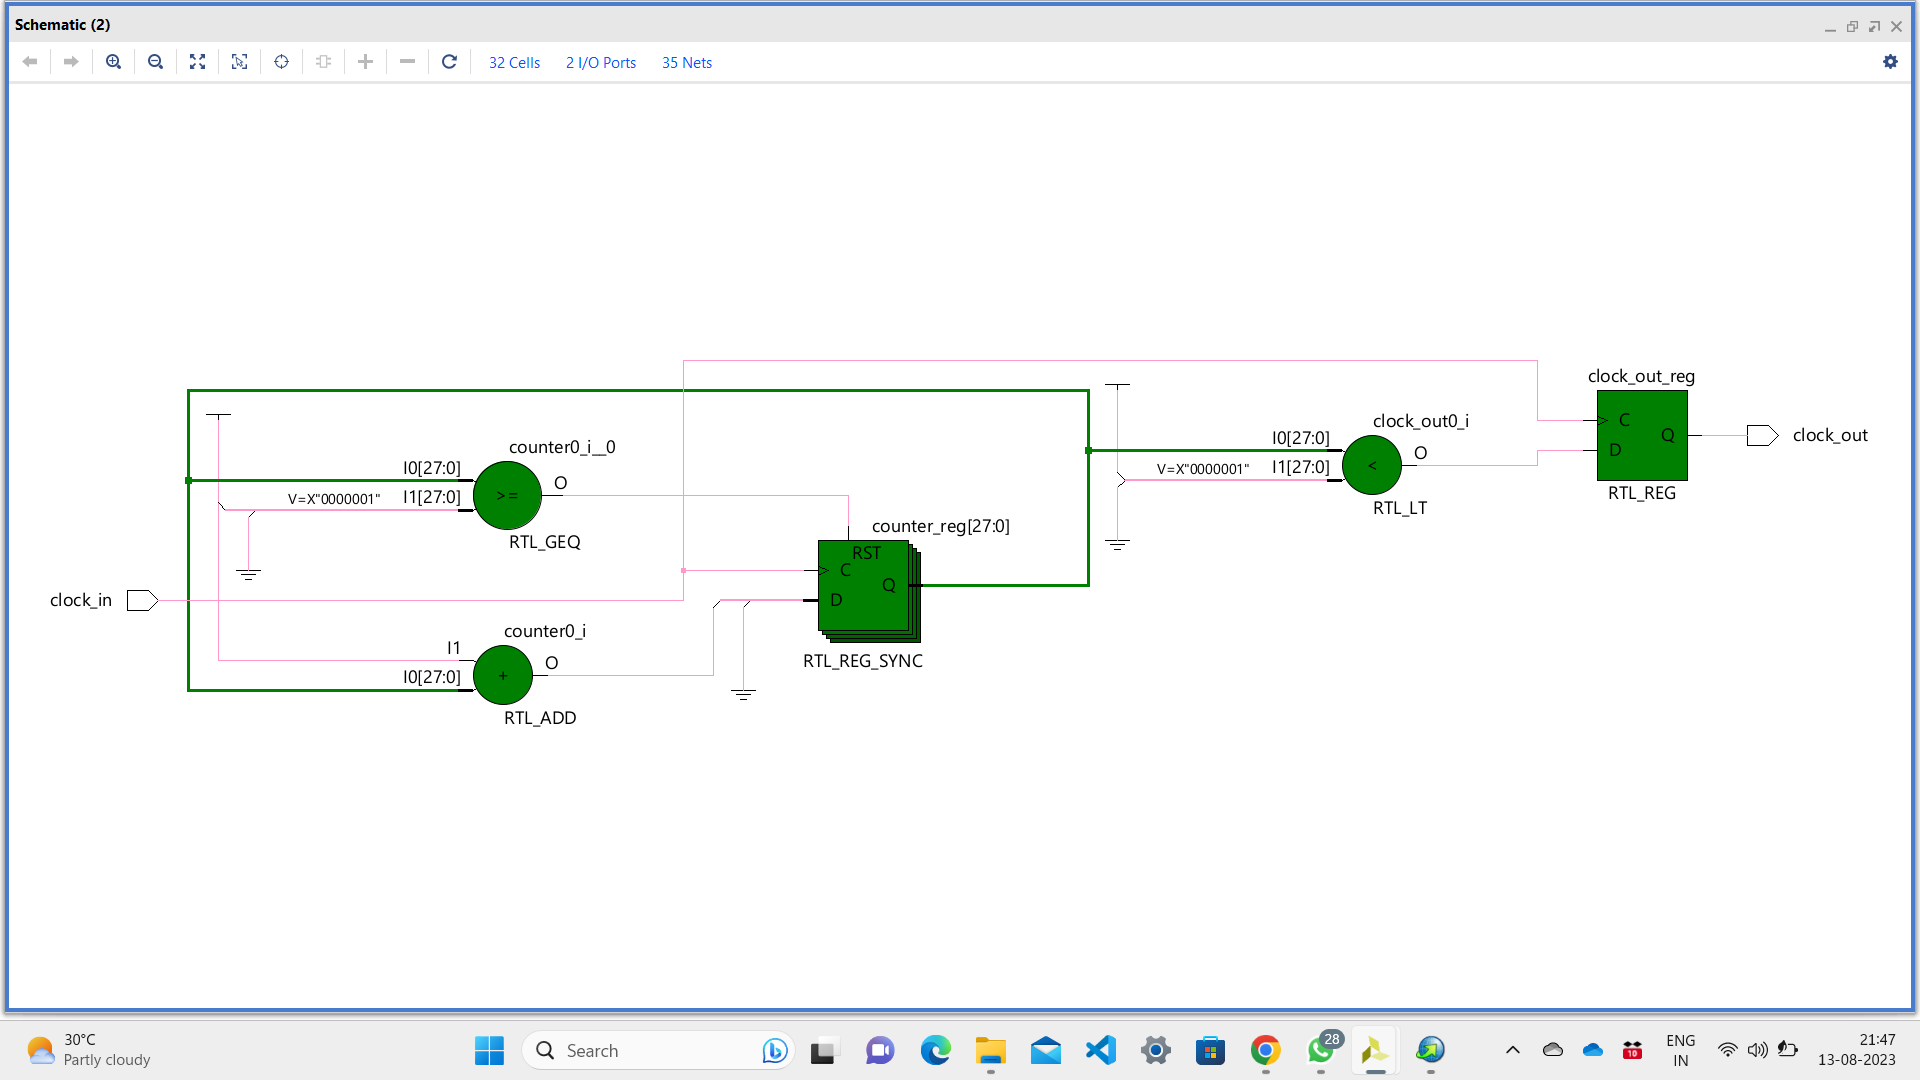 Schematic (2)
32 Cells 2 I/O Ports 35 Nets
clock_out_reg
C
Q
D
RTL_REG
clock_out
clock_out0_i
I0[27:0]
O
V=X"0000001" I1[27:0]
<
RTL_LT
counter0_i__0
I0[27:0]
O
V=X"0000001" I1[27:0]
>=
RTL_GEQ
counter_reg[27:0]
RST
C
Q
D
RTL_REG_SYNC
clock_in
counter0_i
I1
O
I0[27:0]
+
RTL_ADD
30°C
Partly cloudy
Search
28
10
ENG
IN
21:47
13-08-2023